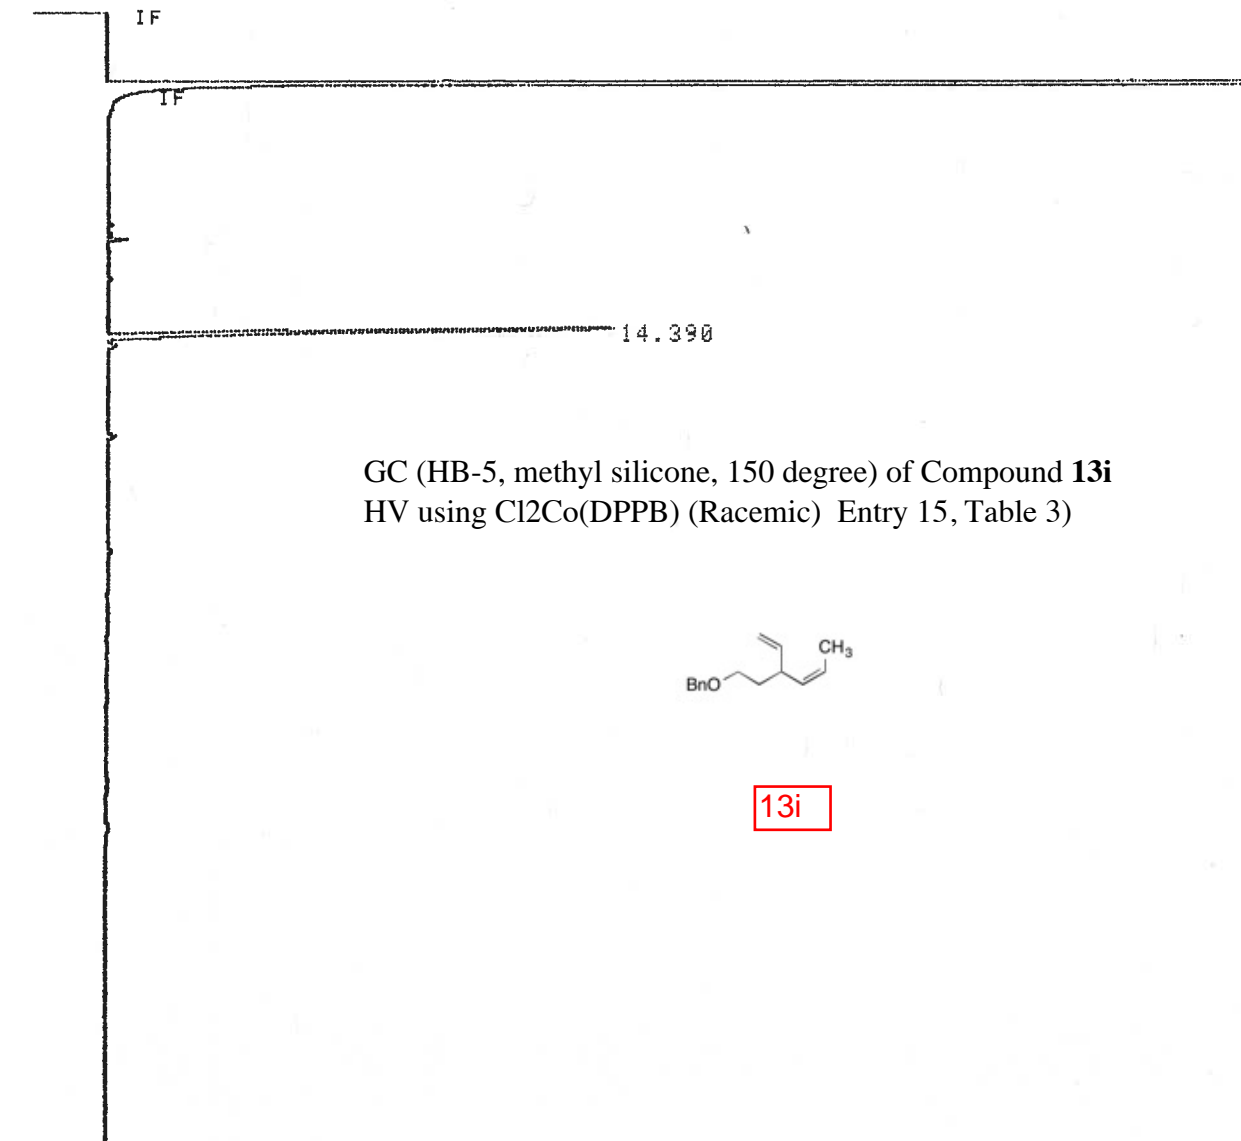 IF
IF
14.390
GC (HB-5, methyl silicone, 150 degree) of Compound 13i
HV using Cl2Co(DPPB) (Racemic)  Entry 15, Table 3)
CH3
BnO
13i